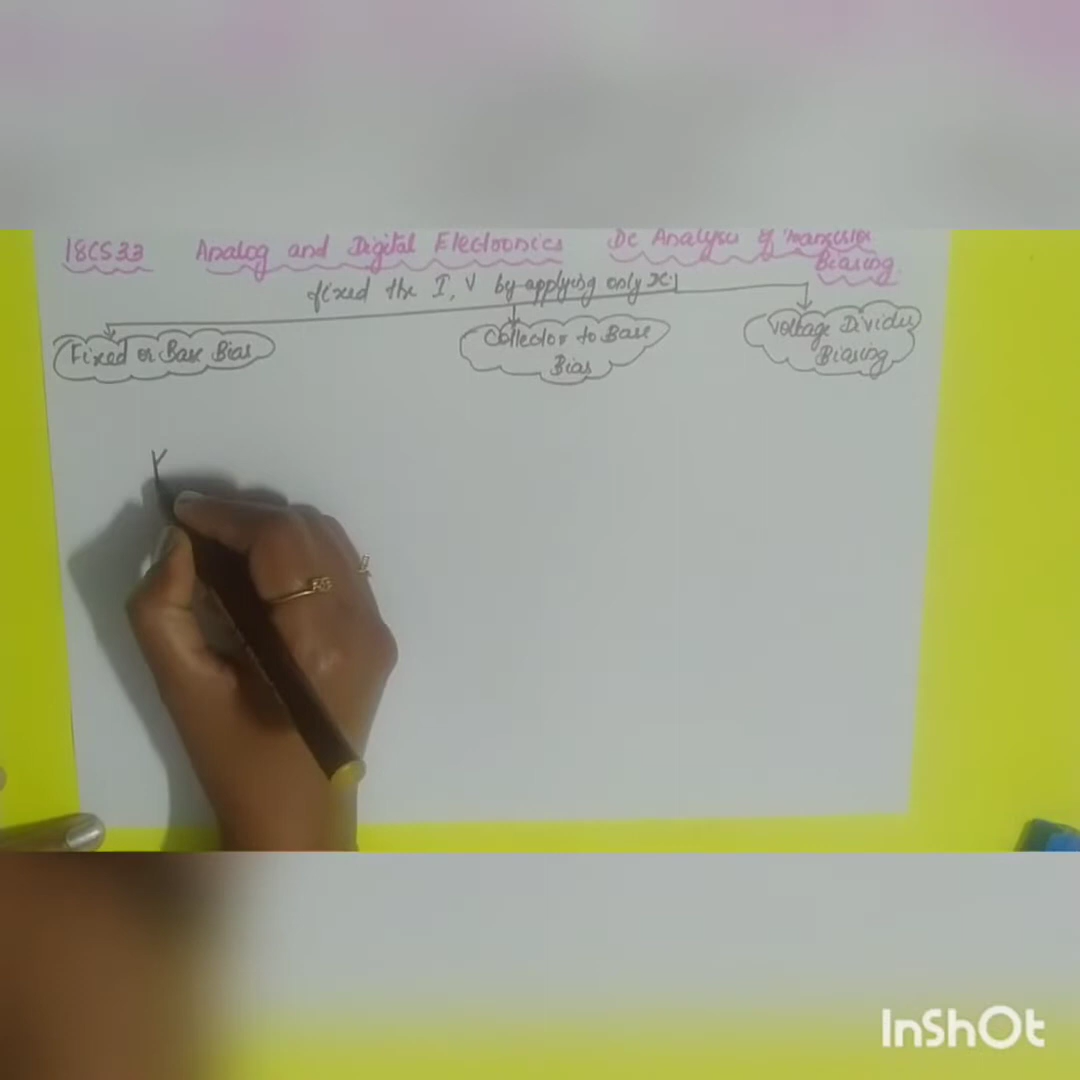 18CS33 Analog and Digital Electronics Dc Analysis of Transistor
Biasing
fixed the I, V by applying only
Fixed or Base Bias
Collector to Base
Bias
Voltage Divider
Biasing
InShOt